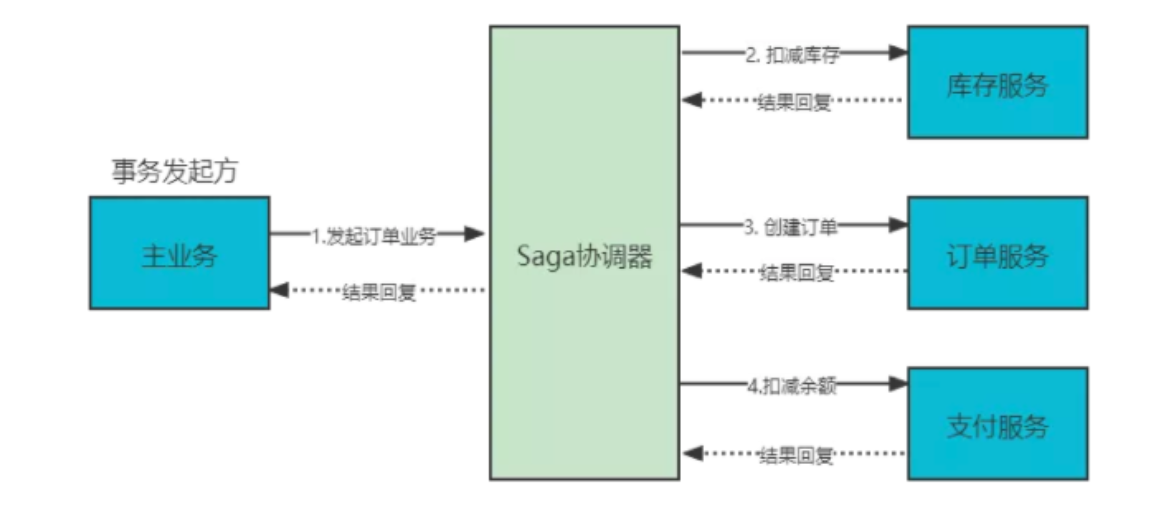 事务发起方
主业务
1.发起订单业务
结果回复
Saga协调器
2. 扣减库存
结果回复
库存服务
3. 创建订单
结果回复
订单服务
4.扣减余额
结果回复
支付服务